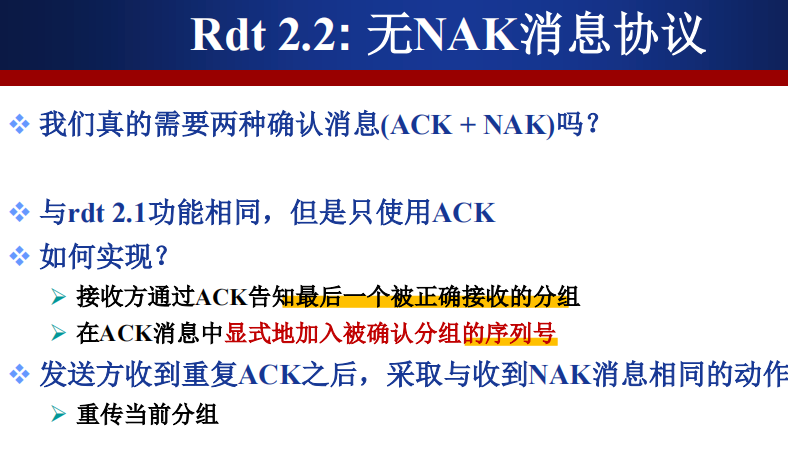 Rdt 2.2: 无NAK消息协议
我们真的需要两种确认消息(ACK + NAK)吗？
与rdt 2.1功能相同，但是只使用ACK
如何实现？
接收方通过ACK告知最后一个被正确接收的分组
在ACK消息中显式地加入被确认分组的序列号
发送方收到重复ACK之后，采取与收到NAK消息相同的动作
重传当前分组